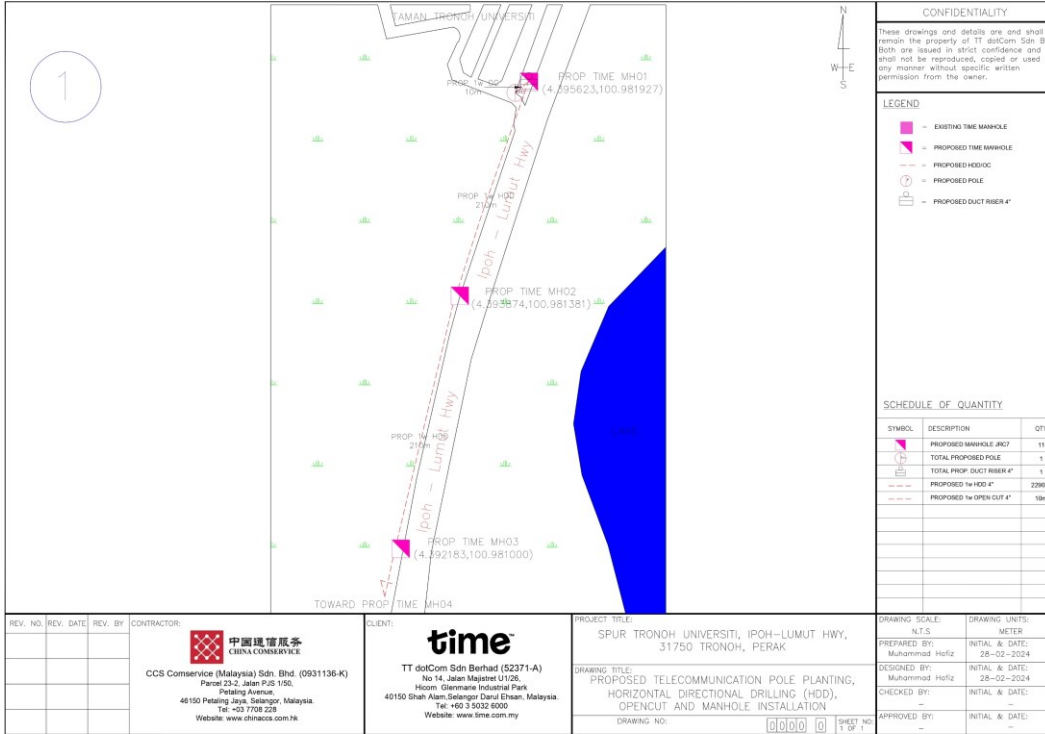 TAMAN TRONOH UNIVERSITI
1
N
W
E
S
PROP TIME MH01
(4.395623,100.981927)
PROP 1w OC
10m
PROP 1w HDD
210m
Ipoh - Lumut Hwy
PROP TIME MH02
(4.393874,100.981381)
PROP 1w HDD
210m
Ipoh - Lumut Hwy
PROP TIME MH03
(4.392183,100.981000)
TOWARD PROP TIME MH04
CONFIDENTIALITY
These drawings and details are and shall
remain the property of TT dotCom Sdn B
Both are issued in strict confidence and
shall not be reproduced, copied or used
any manner without specific written
permission from the owner.
LEGEND
- EXISTING TIME MANHOLE
- PROPOSED TIME MANHOLE
- PROPOSED HDD/OC
- PROPOSED POLE
- PROPOSED DUCT RISER 4"
SCHEDULE OF QUANTITY
SYMBOL DESCRIPTION QT
PROPOSED MANHOLE JRC7 11
TOTAL PROPOSED POLE 1
TOTAL PROP. DUCT RISER 4" 1
PROPOSED 1w HDD 4" 2290
PROPOSED 1w OPEN CUT 4" 10m
REV. NO. REV. DATE REV. BY
CONTRACTOR:
中國通信服务
CHINA COMSERVICE
CCS Comservice (Malaysia) Sdn. Bhd. (0931136-K)
Parcel 23-2, Jalan PJS 1/50,
Petaling Avenue,
46150 Petaling Jaya, Selangor, Malaysia.
Tel: +03 7708 228
Website: www.chinaccs.com.hk
CLIENT:
time™
TT dotCom Sdn Berhad (52371-A)
No 14, Jalan Majistret U1/26,
Hicom Glenmarie Industrial Park
40150 Shah Alam,Selangor Darul Ehsan, Malaysia.
Tel: +60 3 5032 6000
Website: www.time.com.my
PROJECT TITLE:
SPUR TRONOH UNIVERSITI, IPOH-LUMUT HWY,
31750 TRONOH, PERAK
DRAWING TITLE:
PROPOSED TELECOMMUNICATION POLE PLANTING,
HORIZONTAL DIRECTIONAL DRILLING (HDD),
OPENCUT AND MANHOLE INSTALLATION
DRAWING NO:
0000 0
SHEET NO:
1 OF 1
DRAWING SCALE:
N.T.S
DRAWING UNITS:
METER
PREPARED BY:
Muhammad Hafiz
INITIAL & DATE:
28-02-2024
DESIGNED BY:
Muhammad Hafiz
INITIAL & DATE:
28-02-2024
CHECKED BY:
-
INITIAL & DATE:
-
APPROVED BY:
-
INITIAL & DATE:
-